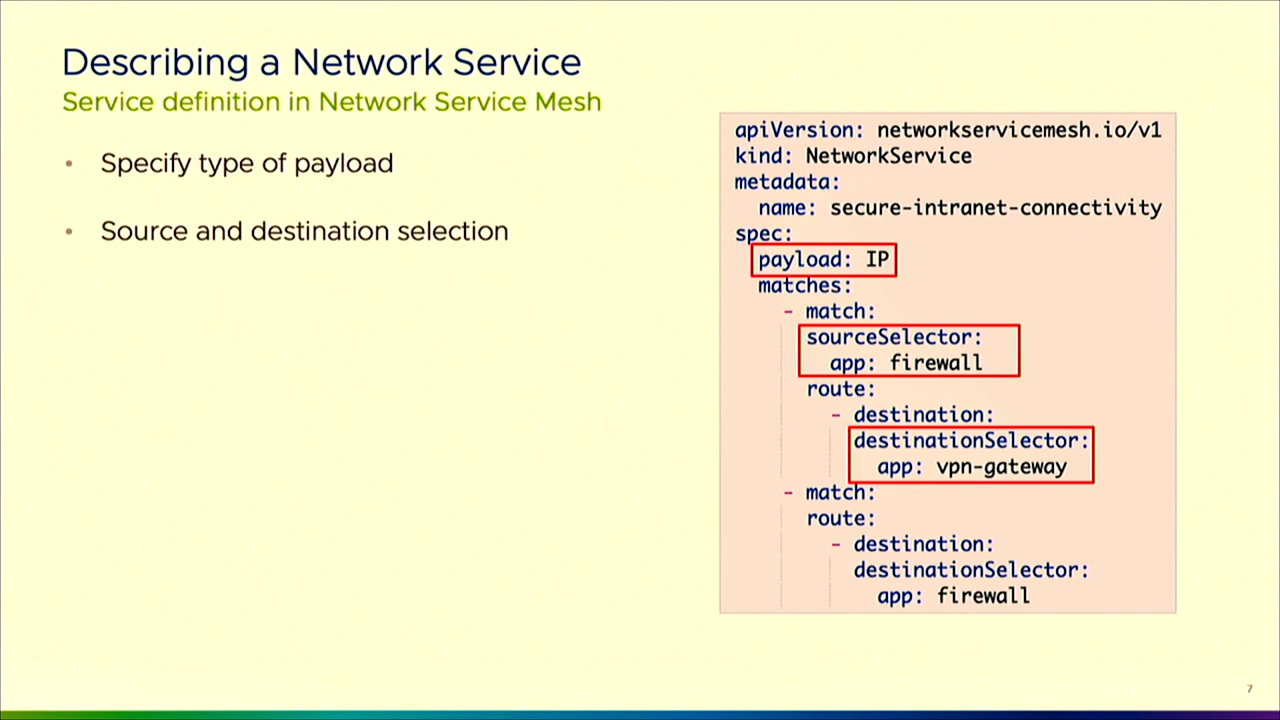 Describing a Network Service
Service definition in Network Service Mesh
• Specify type of payload
• Source and destination selection
apiVersion: networkservicemesh.io/v1
kind: NetworkService
metadata:
  name: secure-intranet-connectivity
spec:
  payload: IP
  matches:
    - match:
      sourceSelector:
        app: firewall
      route:
        - destination:
          destinationSelector:
            app: vpn-gateway
    - match:
      route:
        - destination:
          destinationSelector:
            app: firewall
7